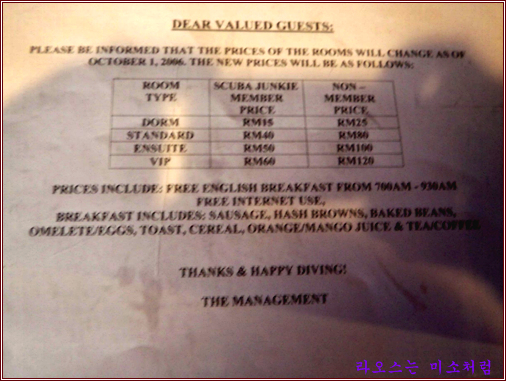 DEAR VALUED GUESTS:
PLEASE BE INFORMED THAT THE PRICES OF THE ROOMS WILL CHANGE AS OF
OCTOBER 1, 2006. THE NEW PRICES WILL BE AS FOLLOWS:
ROOM TYPE SCUBA JUNKIE MEMBER PRICE NON – MEMBER PRICE
DORM RM15 RM25
STANDARD RM40 RM80
ENSUITE RM50 RM100
VIP RM60 RM120
PRICES INCLUDE: FREE ENGLISH BREAKFAST FROM 700AM - 930AM
FREE INTERNET USE,
BREAKFAST INCLUDES: SAUSAGE, HASH BROWNS, BAKED BEANS,
OMELETE/EGGS, TOAST, CEREAL, ORANGE/MANGO JUICE & TEA/COFFEE
THANKS & HAPPY DIVING!
THE MANAGEMENT
라오스는 미소처럼